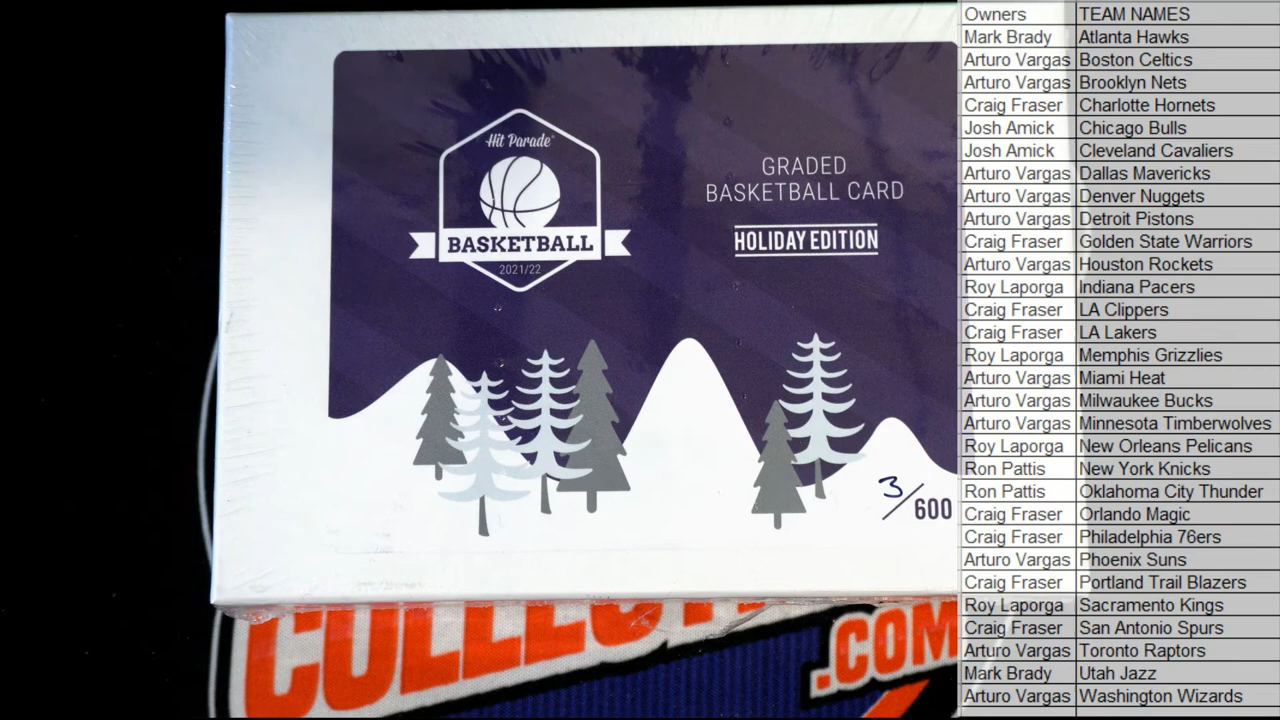 Hit Parade
BASKETBALL
2021/22
GRADED
BASKETBALL CARD
HOLIDAY EDITION
3/600
.COM
Owners TEAM NAMES
Mark Brady Atlanta Hawks
Arturo Vargas Boston Celtics
Arturo Vargas Brooklyn Nets
Craig Fraser Charlotte Hornets
Josh Amick Chicago Bulls
Josh Amick Cleveland Cavaliers
Arturo Vargas Dallas Mavericks
Arturo Vargas Denver Nuggets
Arturo Vargas Detroit Pistons
Craig Fraser Golden State Warriors
Arturo Vargas Houston Rockets
Roy Laporga Indiana Pacers
Craig Fraser LA Clippers
Craig Fraser LA Lakers
Roy Laporga Memphis Grizzlies
Arturo Vargas Miami Heat
Arturo Vargas Milwaukee Bucks
Arturo Vargas Minnesota Timberwolves
Roy Laporga New Orleans Pelicans
Ron Pattis New York Knicks
Ron Pattis Oklahoma City Thunder
Craig Fraser Orlando Magic
Craig Fraser Philadelphia 76ers
Arturo Vargas Phoenix Suns
Craig Fraser Portland Trail Blazers
Roy Laporga Sacramento Kings
Craig Fraser San Antonio Spurs
Arturo Vargas Toronto Raptors
Mark Brady Utah Jazz
Arturo Vargas Washington Wizards